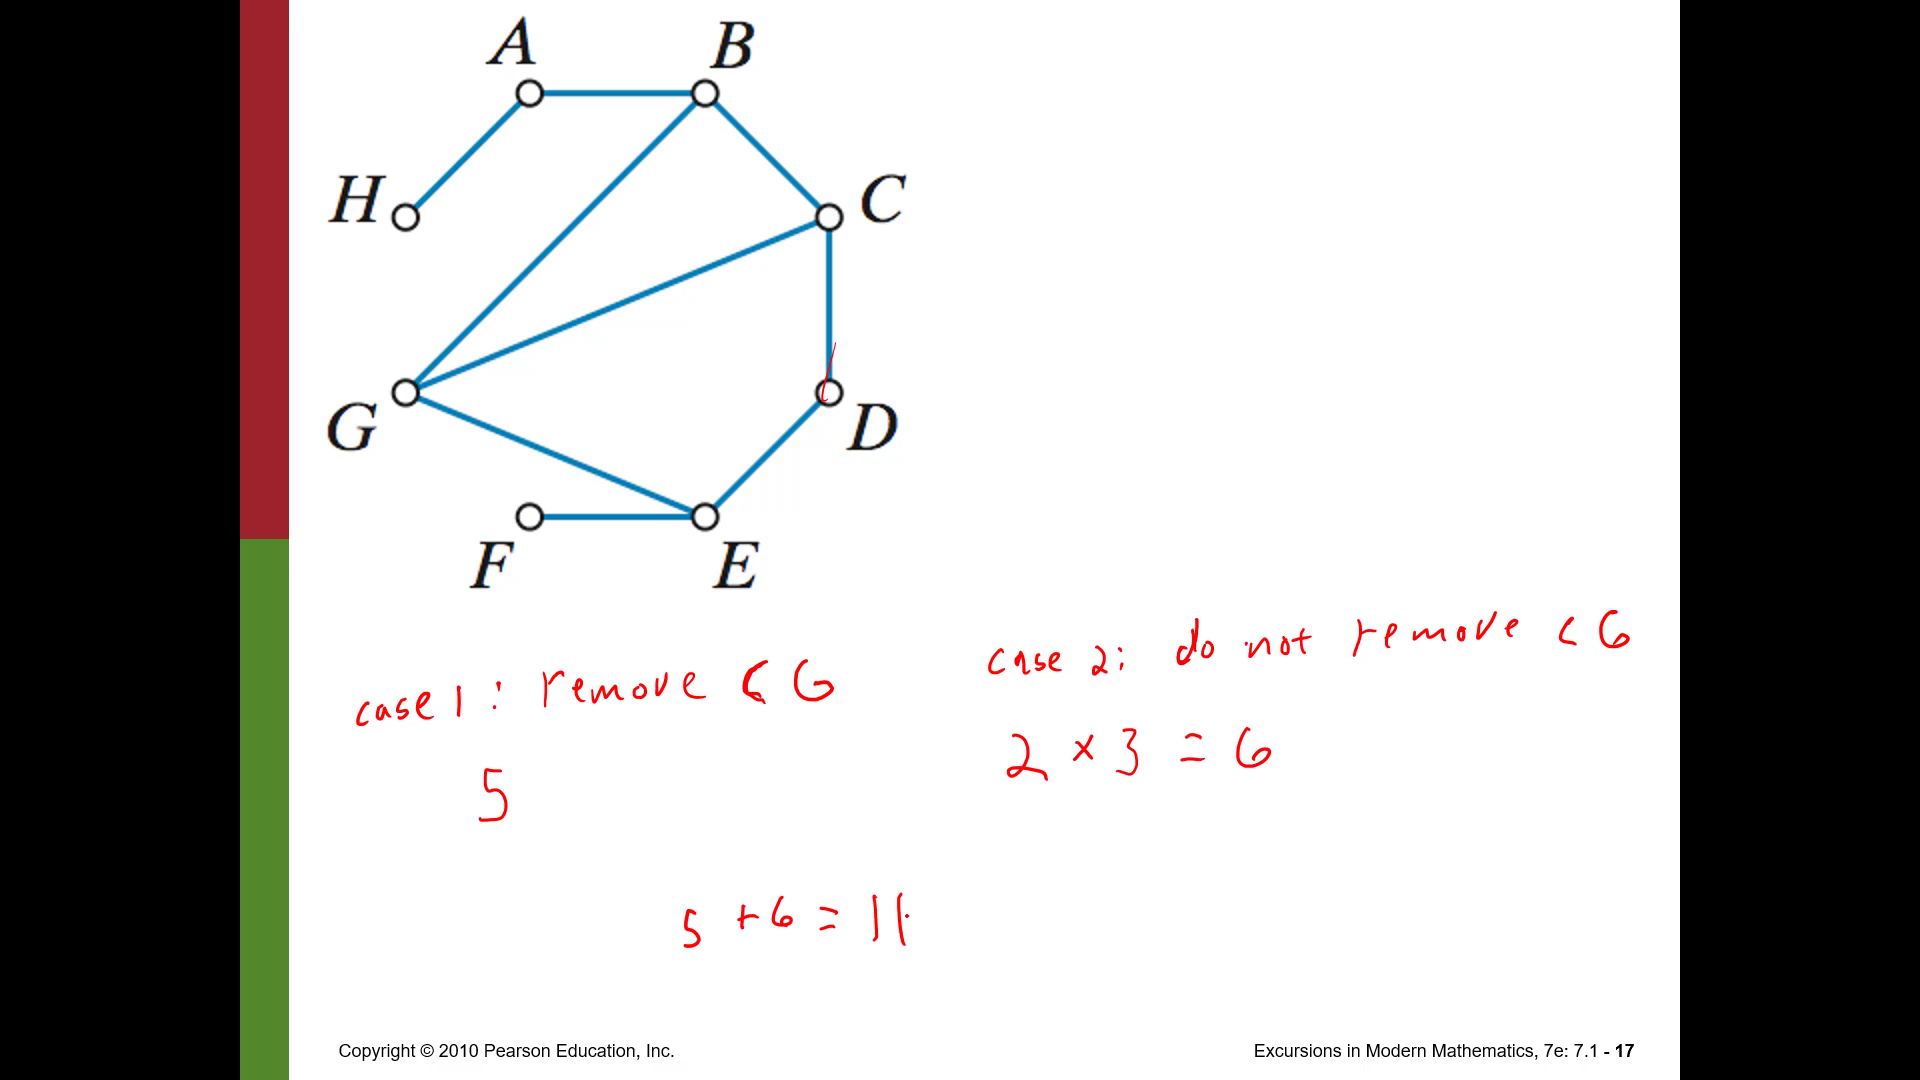 A B
H C
G D
F E
case 1: remove CG
case 2: do not remove CG
5
2 × 3 = 6
5 + 6 = 11
Copyright © 2010 Pearson Education, Inc.
Excursions in Modern Mathematics, 7e: 7.1 - 17